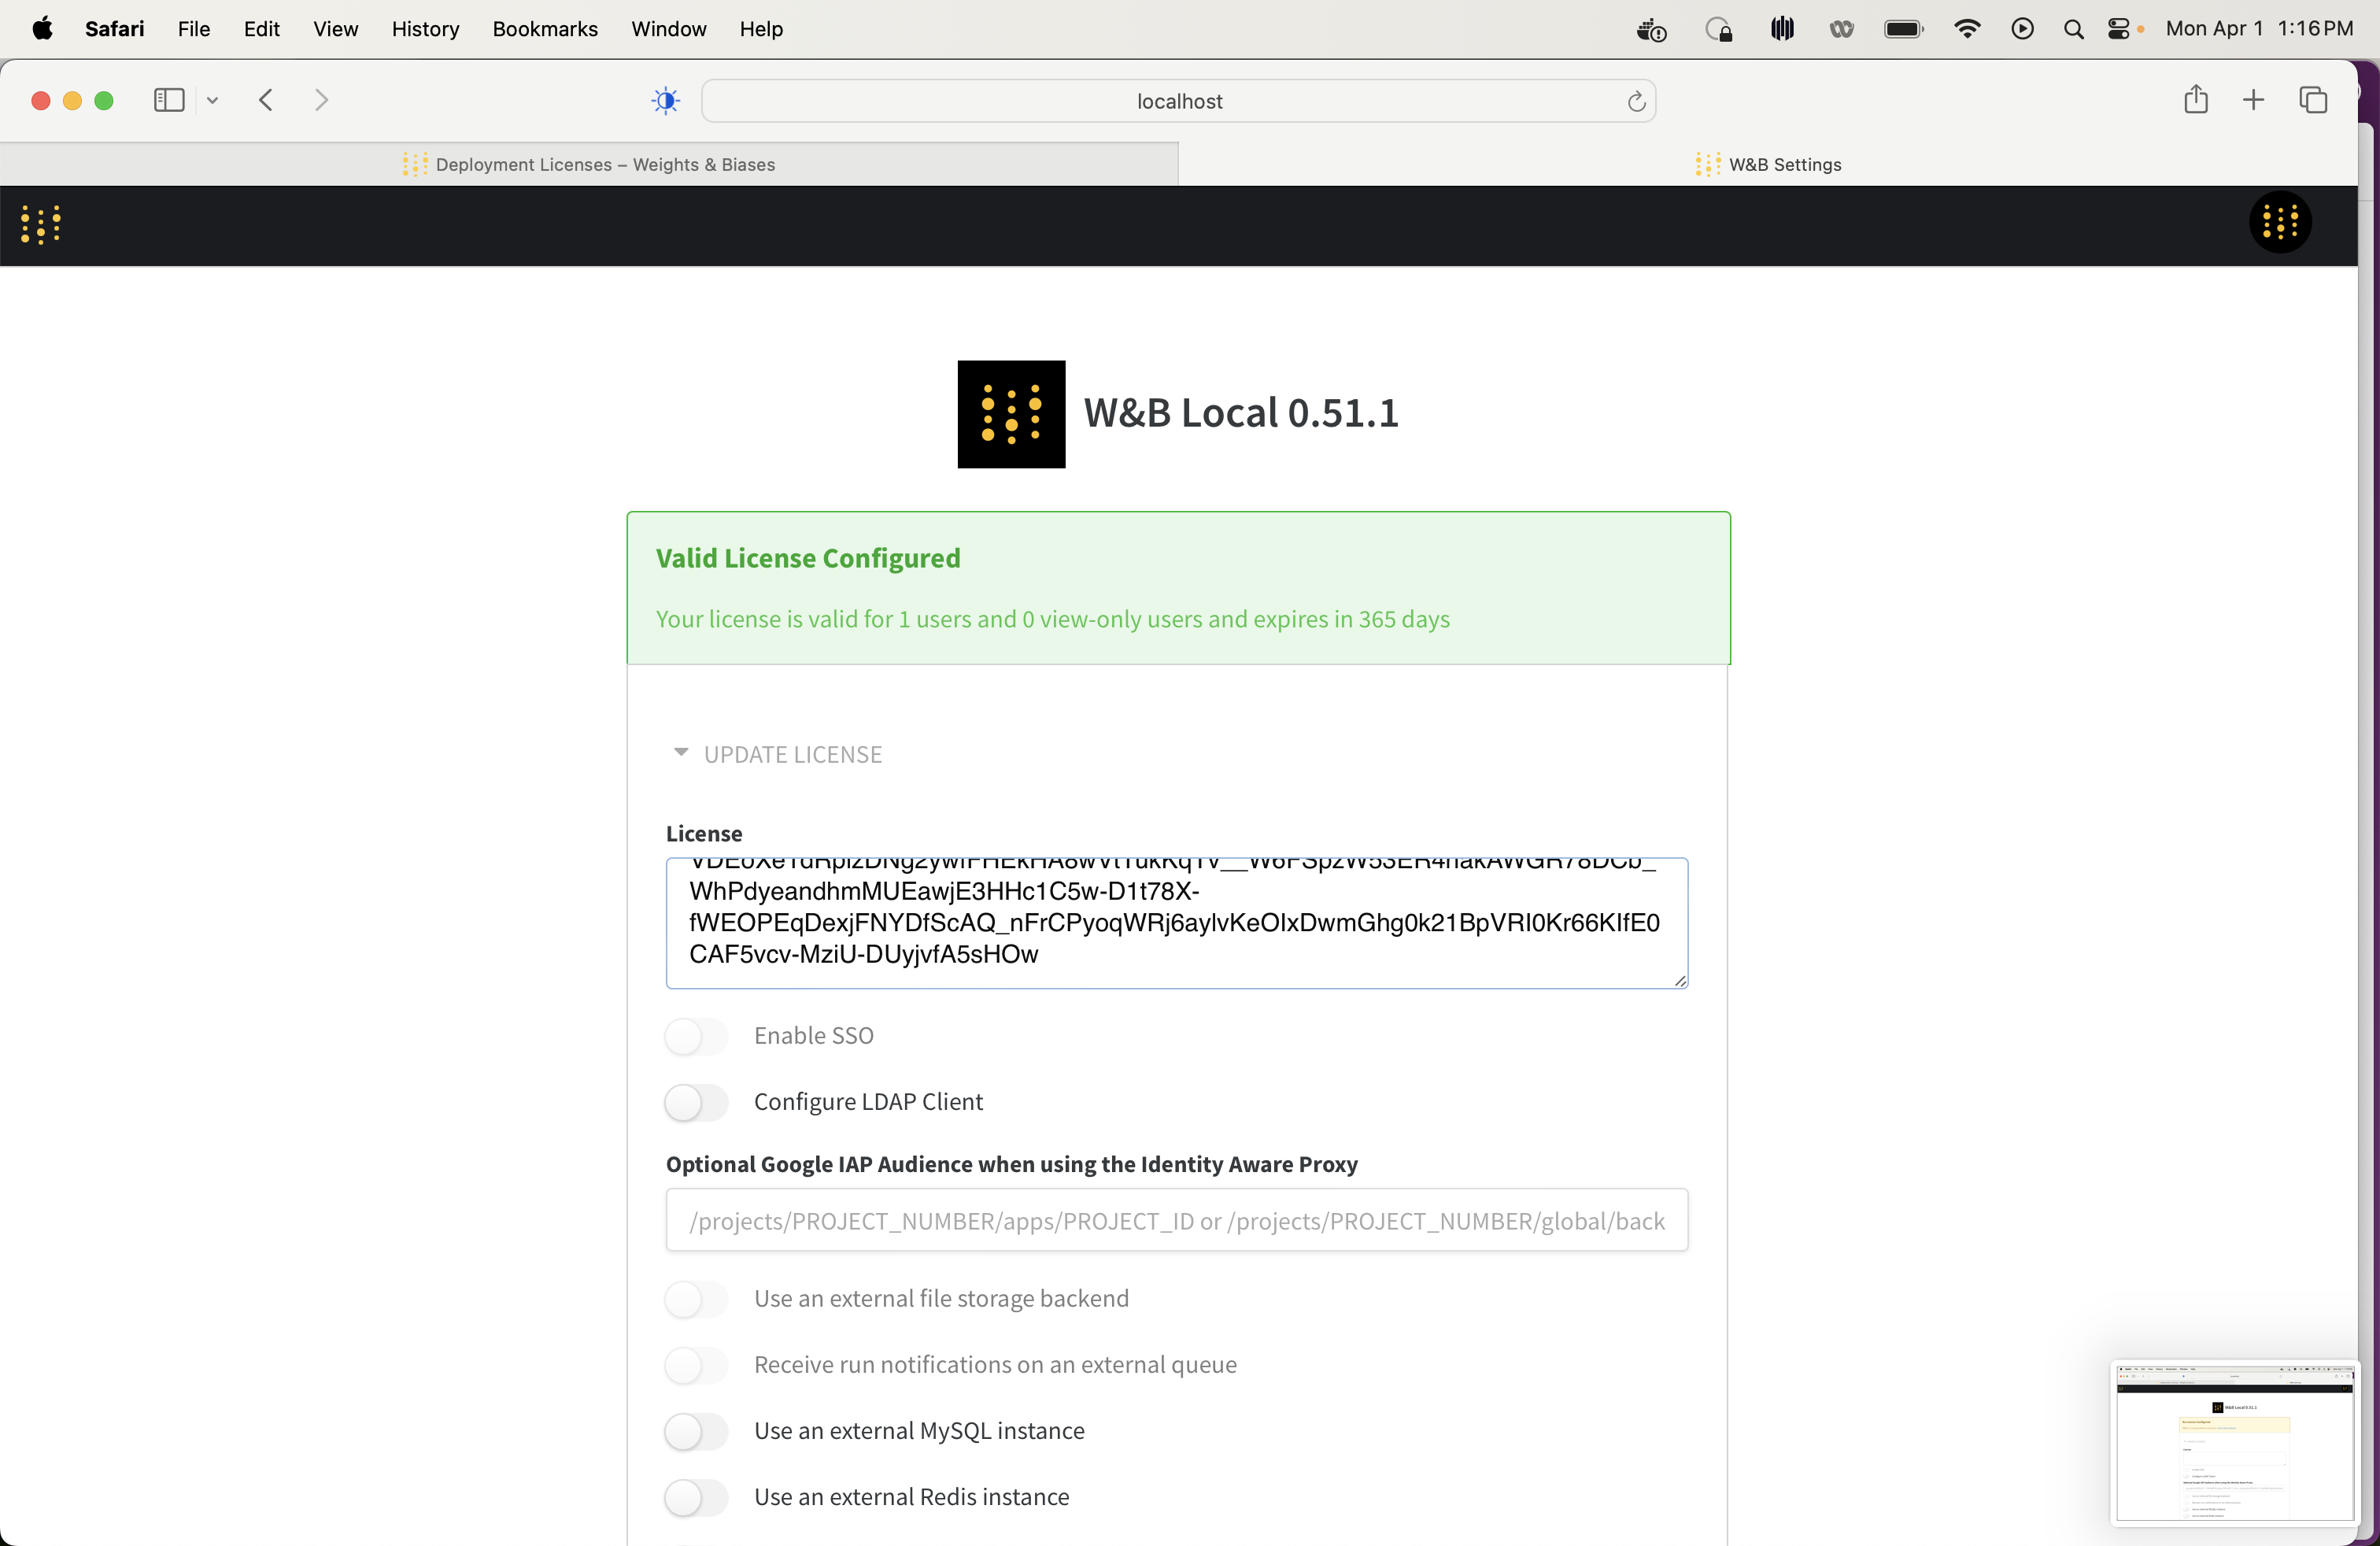 Safari File Edit View History Bookmarks Window Help Mon Apr 1 1:16 PM
localhost
Deployment Licenses – Weights & Biases W&B Settings
W&B Local 0.51.1
Valid License Configured
Your license is valid for 1 users and 0 view-only users and expires in 365 days
UPDATE LICENSE
License
WhPdyeandhmMUEawjE3HHc1C5w-D1t78X-
fWEOPEqDexjFNYDfScAQ_nFrCPyoqWRj6aylvKeOIxDwmGhg0k21BpVRI0Kr66KIfE0
CAF5vcv-MziU-DUyjvfA5sHOw
Enable SSO
Configure LDAP Client
Optional Google IAP Audience when using the Identity Aware Proxy
/projects/PROJECT_NUMBER/apps/PROJECT_ID or /projects/PROJECT_NUMBER/global/back
Use an external file storage backend
Receive run notifications on an external queue
Use an external MySQL instance
Use an external Redis instance